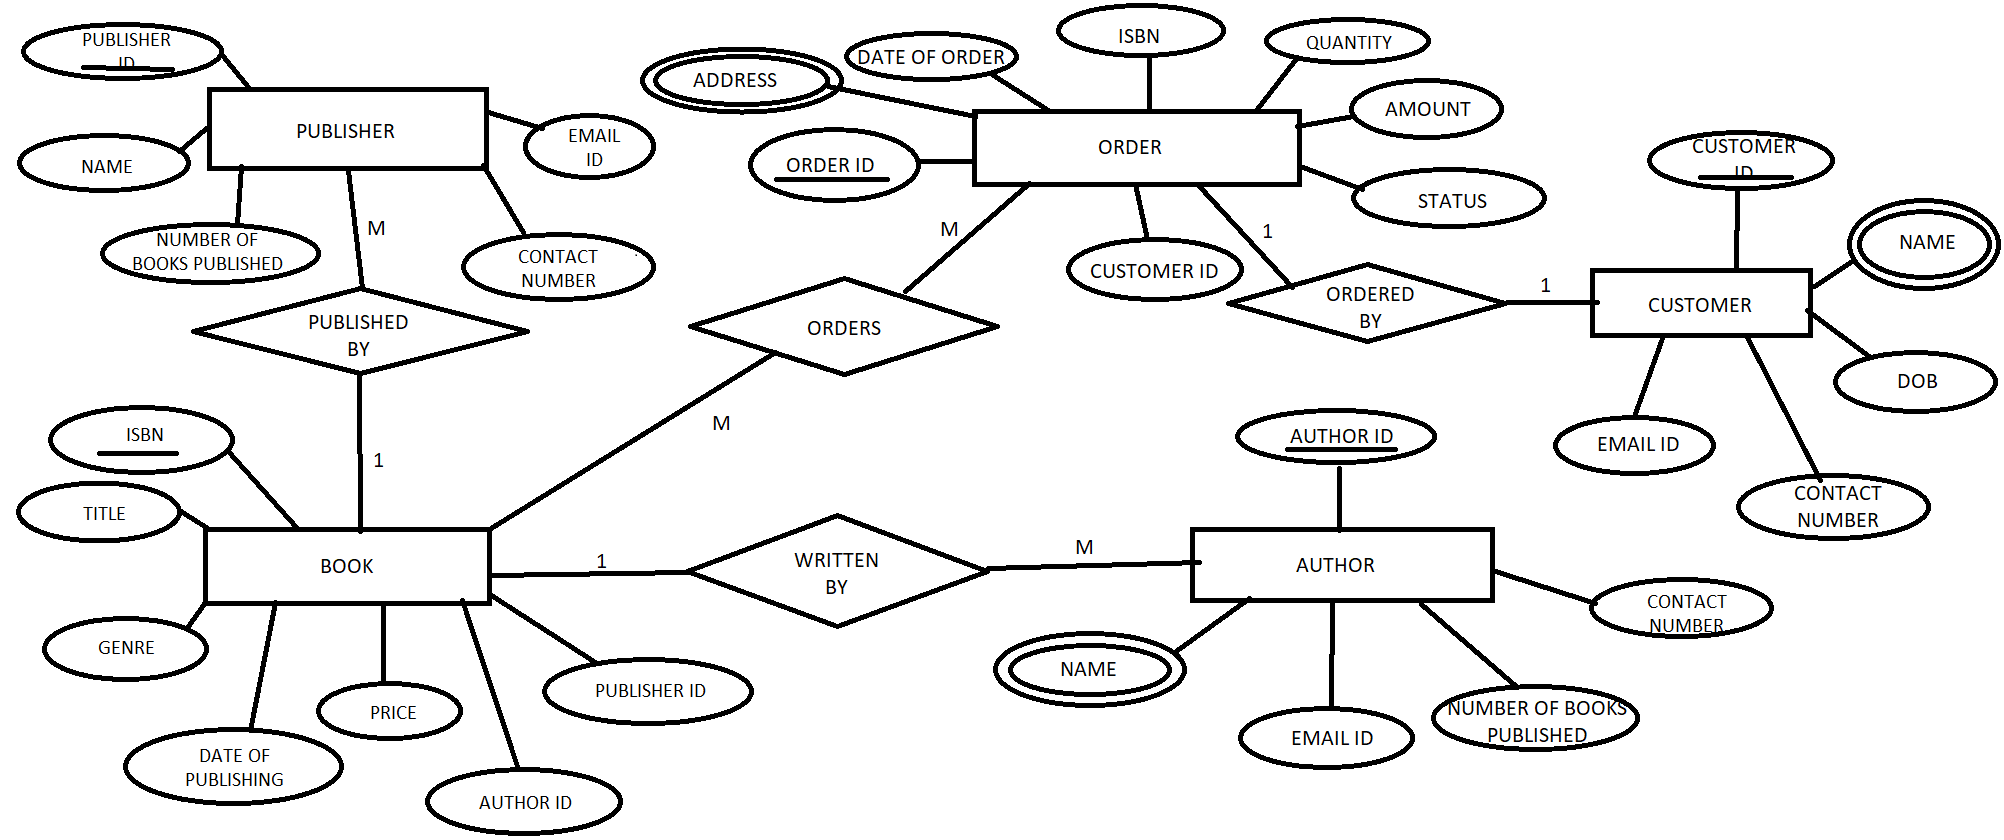 PUBLISHER
ID
PUBLISHER
NAME
EMAIL
ID
NUMBER OF
BOOKS PUBLISHED
CONTACT
NUMBER
M
PUBLISHED
BY
1
ADDRESS
DATE OF ORDER
ISBN
QUANTITY
AMOUNT
ORDER
ORDER ID
STATUS
CUSTOMER ID
M
ORDERS
M
1
ORDERED
BY
1
CUSTOMER
ID
NAME
CUSTOMER
DOB
EMAIL ID
CONTACT
NUMBER
ISBN
TITLE
BOOK
GENRE
DATE OF
PUBLISHING
PRICE
AUTHOR ID
PUBLISHER ID
1
WRITTEN
BY
M
AUTHOR ID
AUTHOR
CONTACT
NUMBER
NAME
EMAIL ID
NUMBER OF BOOKS
PUBLISHED